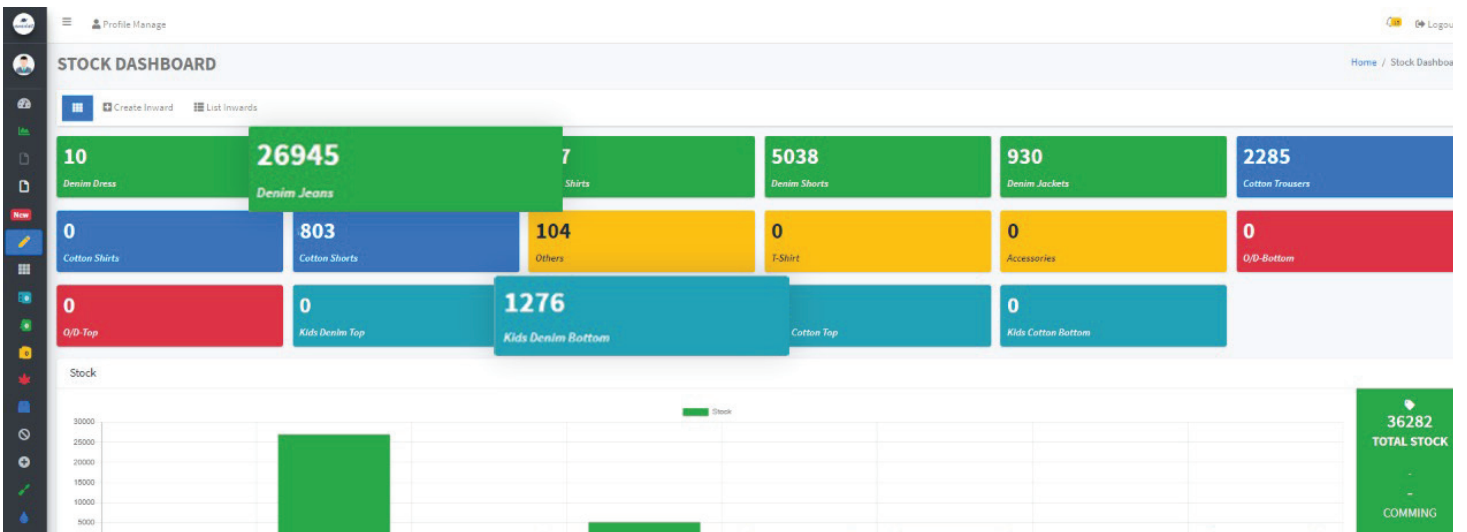 Profile Manage
Logou
STOCK DASHBOARD
Home / Stock Dashboa
Create Inward
List Inwards
10
Denim Dress
26945
Denim Jeans
7
Shirts
5038
Denim Shorts
930
Denim Jackets
2285
Cotton Trousers
New
0
Cotton Shirts
803
Cotton Shorts
104
Others
0
T-Shirt
0
Accessories
0
O/D-Bottom
0
O/D-Top
0
Kids Denim Top
1276
Kids Denim Bottom
Cotton Top
0
Kids Cotton Bottom
Stock
Stock
30000
25000
20000
15000
10000
5000
36282
TOTAL STOCK
-
-
COMMING